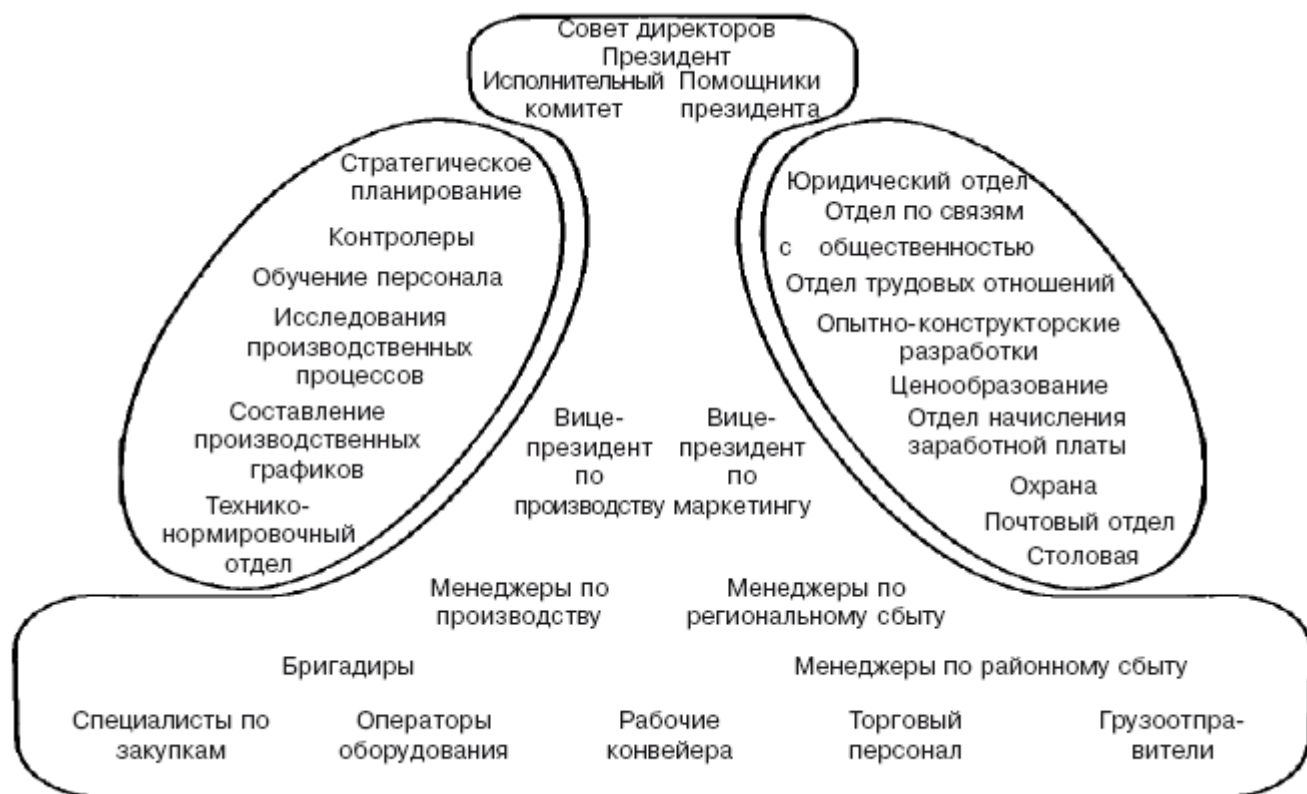 Совет директоров
Президент
Исполнительный
комитет
Помощники
президента
Стратегическое
планирование
Контролеры
Обучение персонала
Исследования
производственных
процессов
Составление
производственных
графиков
Технико-
нормировочный
отдел
Юридический отдел
Отдел по связям
с общественностью
Отдел трудовых отношений
Опытно-конструкторские
разработки
Ценообразование
Отдел начисления
заработной платы
Охрана
Почтовый отдел
Столовая
Вице-
президент
по
производству
Вице-
президент
по
маркетингу
Менеджеры по
производству
Менеджеры по
региональному сбыту
Бригадиры
Менеджеры по районному сбыту
Специалисты по
закупкам
Операторы
оборудования
Рабочие
конвейера
Торговый
персонал
Грузоотпра-
вители